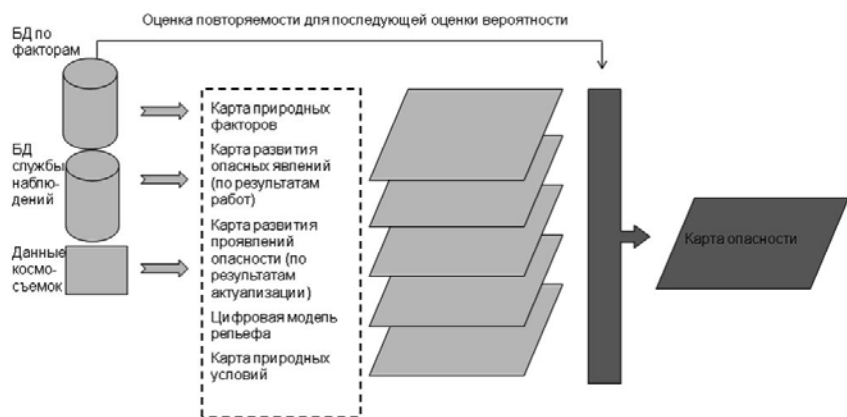 Оценка повторяемости для последующей оценки вероятности
БД по
факторам
БД
службы
наблю-
дений
Данные
космо-
съемок
Карта природных
факторов
Карта развития
опасных явлений
(по результатам
работ)
Карта развития
проявлений
опасности (по
результатам
актуализации)
Цифровая модель
рельефа
Карта природных
условий
Карта опасности